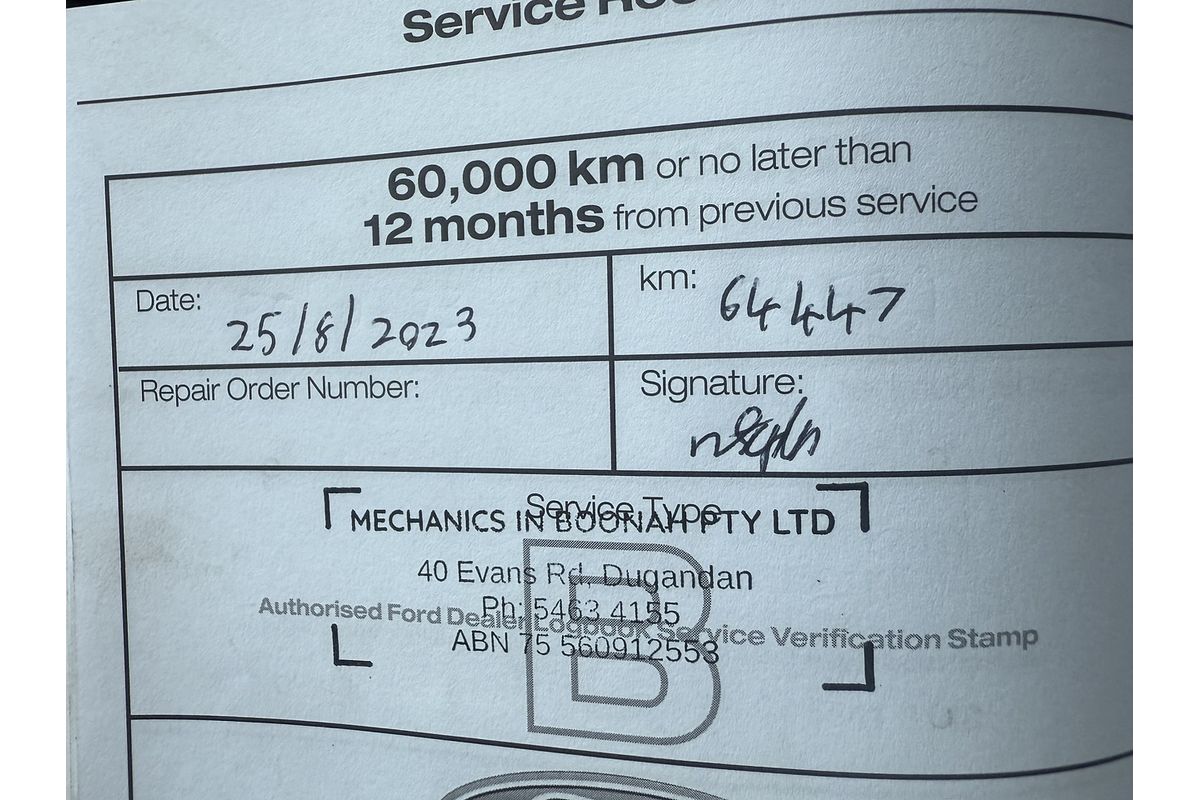 Service
60,000 km or no later than
12 months from previous service
Date: 25/8/2023
km: 64447
Repair Order Number:
Signature:
Service Type
MECHANICS IN BOONAH PTY LTD
40 Evans Rd, Dugandan
Ph: 5463 4155
Authorised Ford Dealer Logbook Service Verification Stamp
ABN 75 560912553
B